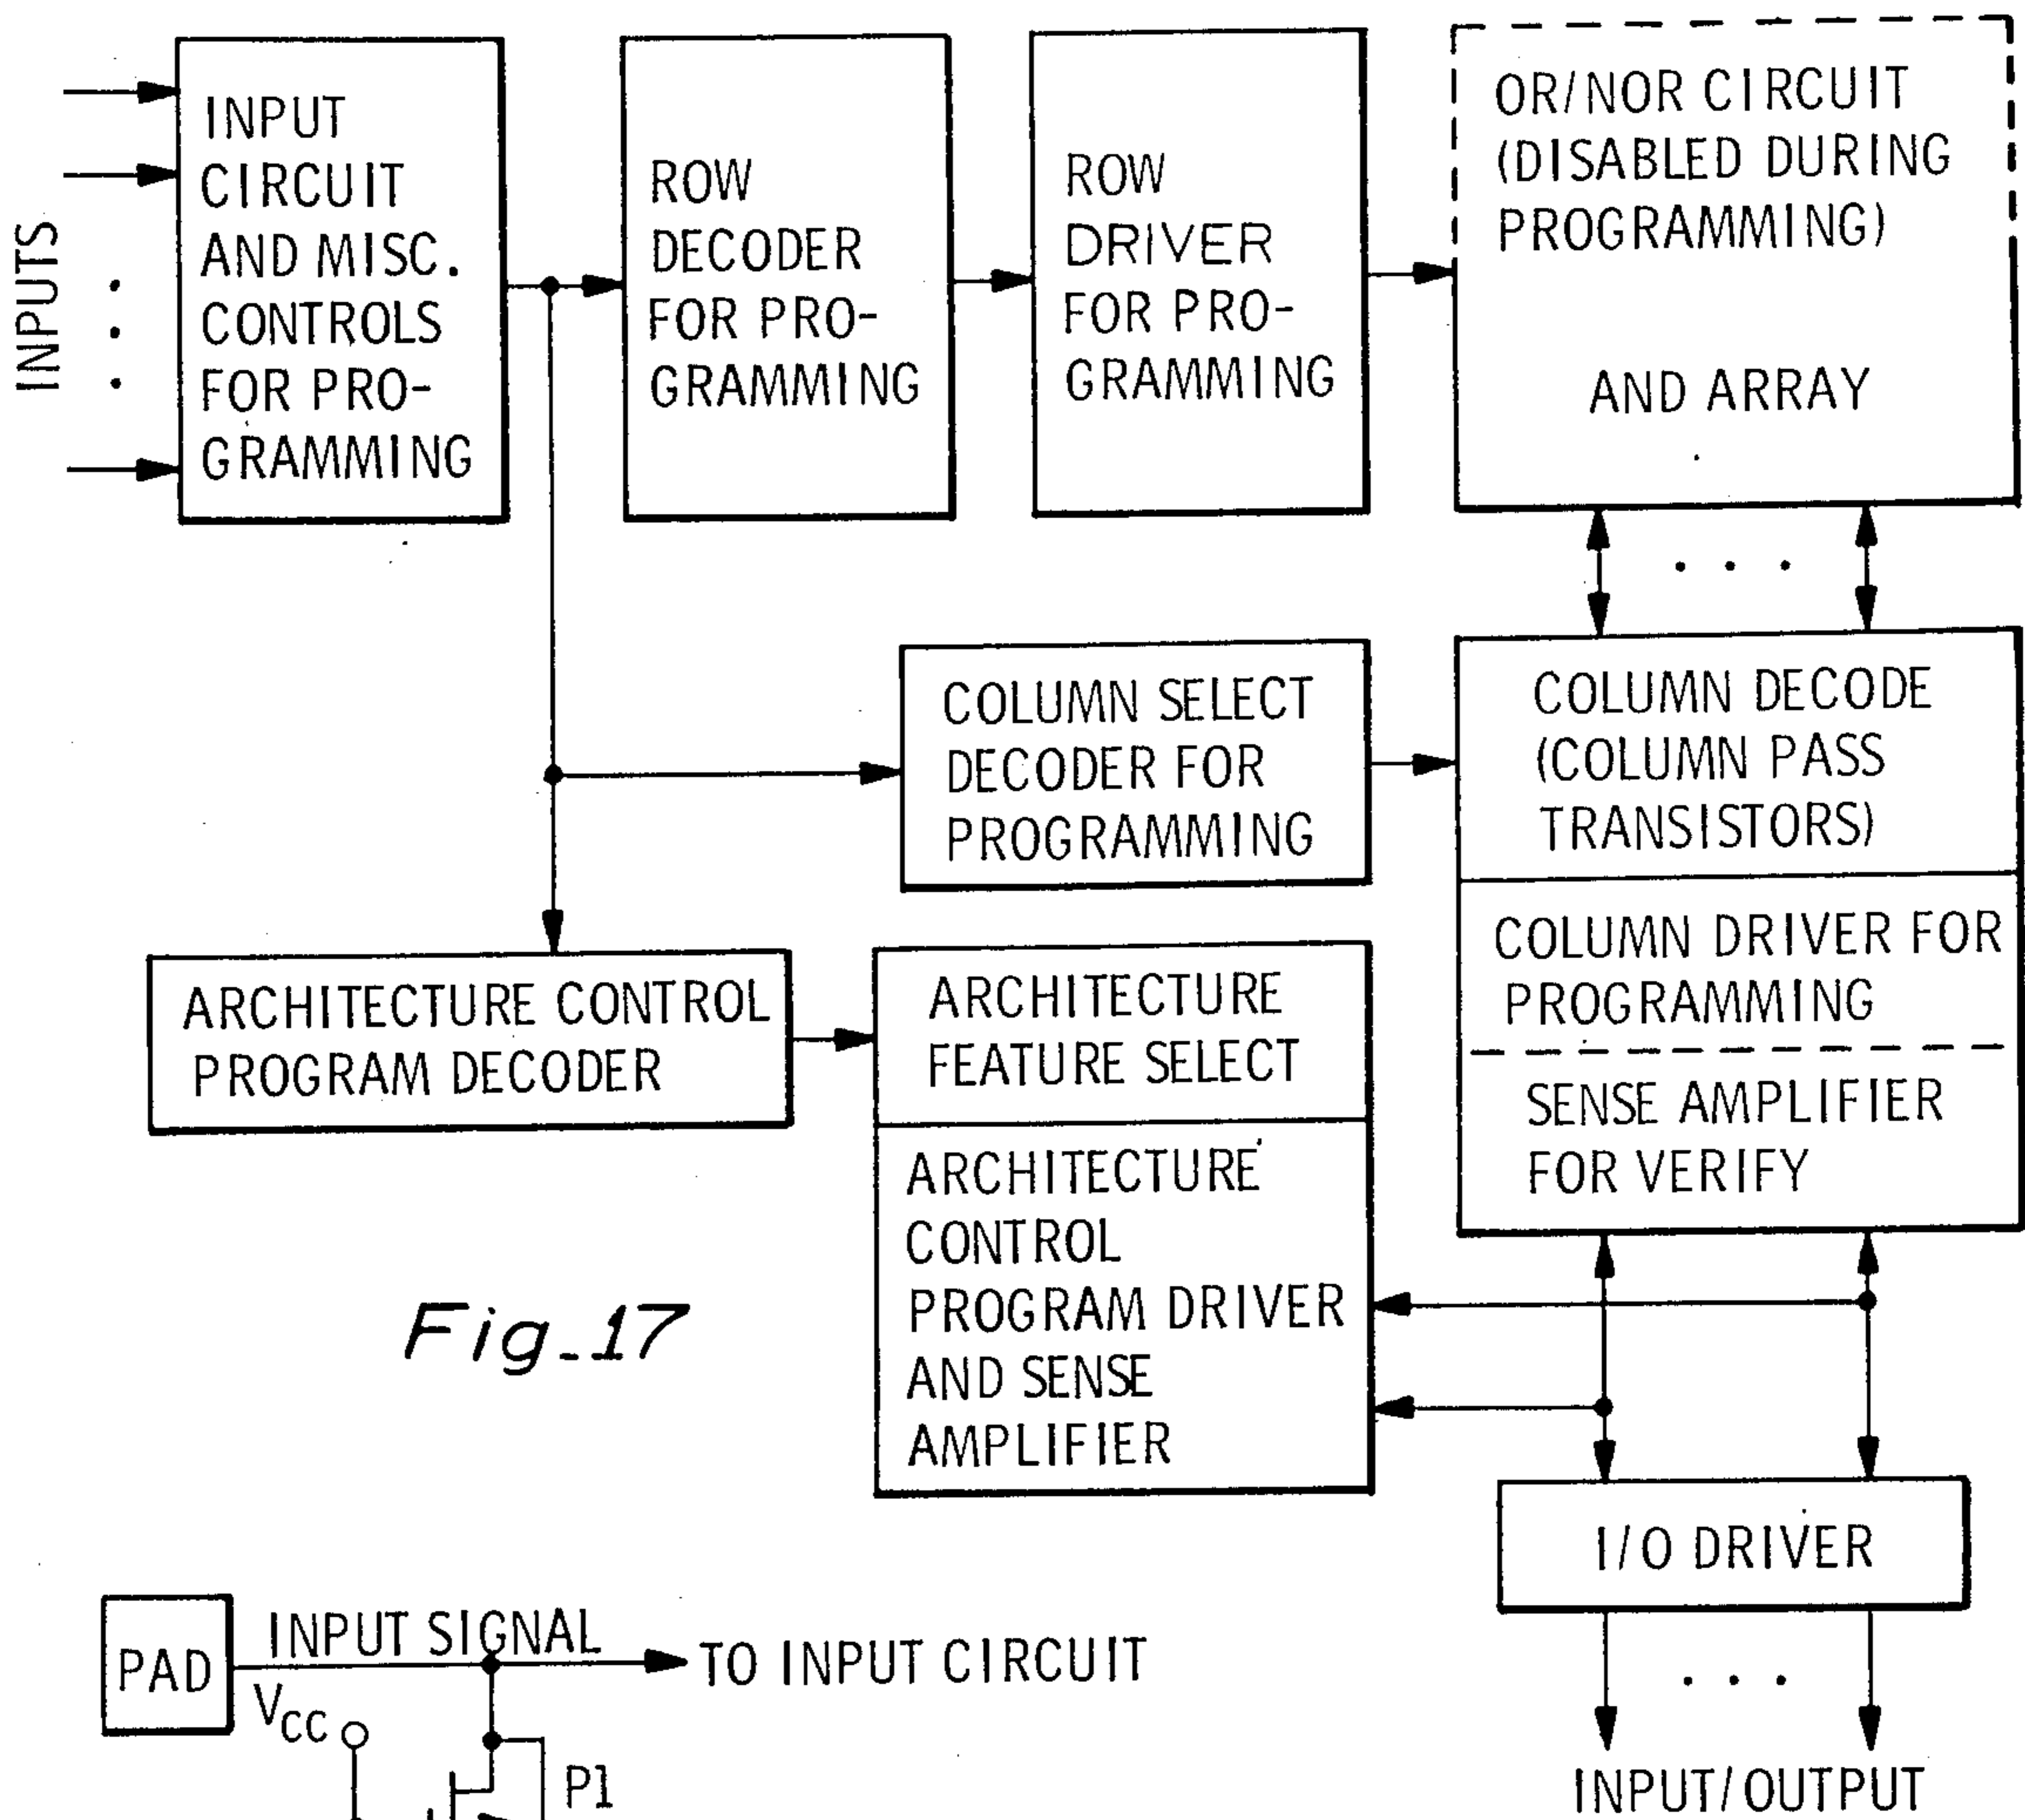 INPUTS
INPUT
CIRCUIT
AND MISC.
CONTROLS
FOR PRO-
GRAMMING
ROW
DECODER
FOR PRO-
GRAMMING
ROW
DRIVER
FOR PRO-
GRAMMING
OR/NOR CIRCUIT
(DISABLED DURING
PROGRAMMING)
AND ARRAY
COLUMN SELECT
DECODER FOR
PROGRAMMING
COLUMN DECODE
(COLUMN PASS
TRANSISTORS)
COLUMN DRIVER FOR
PROGRAMMING
SENSE AMPLIFIER
FOR VERIFY
ARCHITECTURE CONTROL
PROGRAM DECODER
ARCHITECTURE
FEATURE SELECT
ARCHITECTURE
CONTROL
PROGRAM DRIVER
AND SENSE
AMPLIFIER
Fig_17
I/O DRIVER
INPUT/OUTPUT
PAD
INPUT SIGNAL
TO INPUT CIRCUIT
VCC
P1